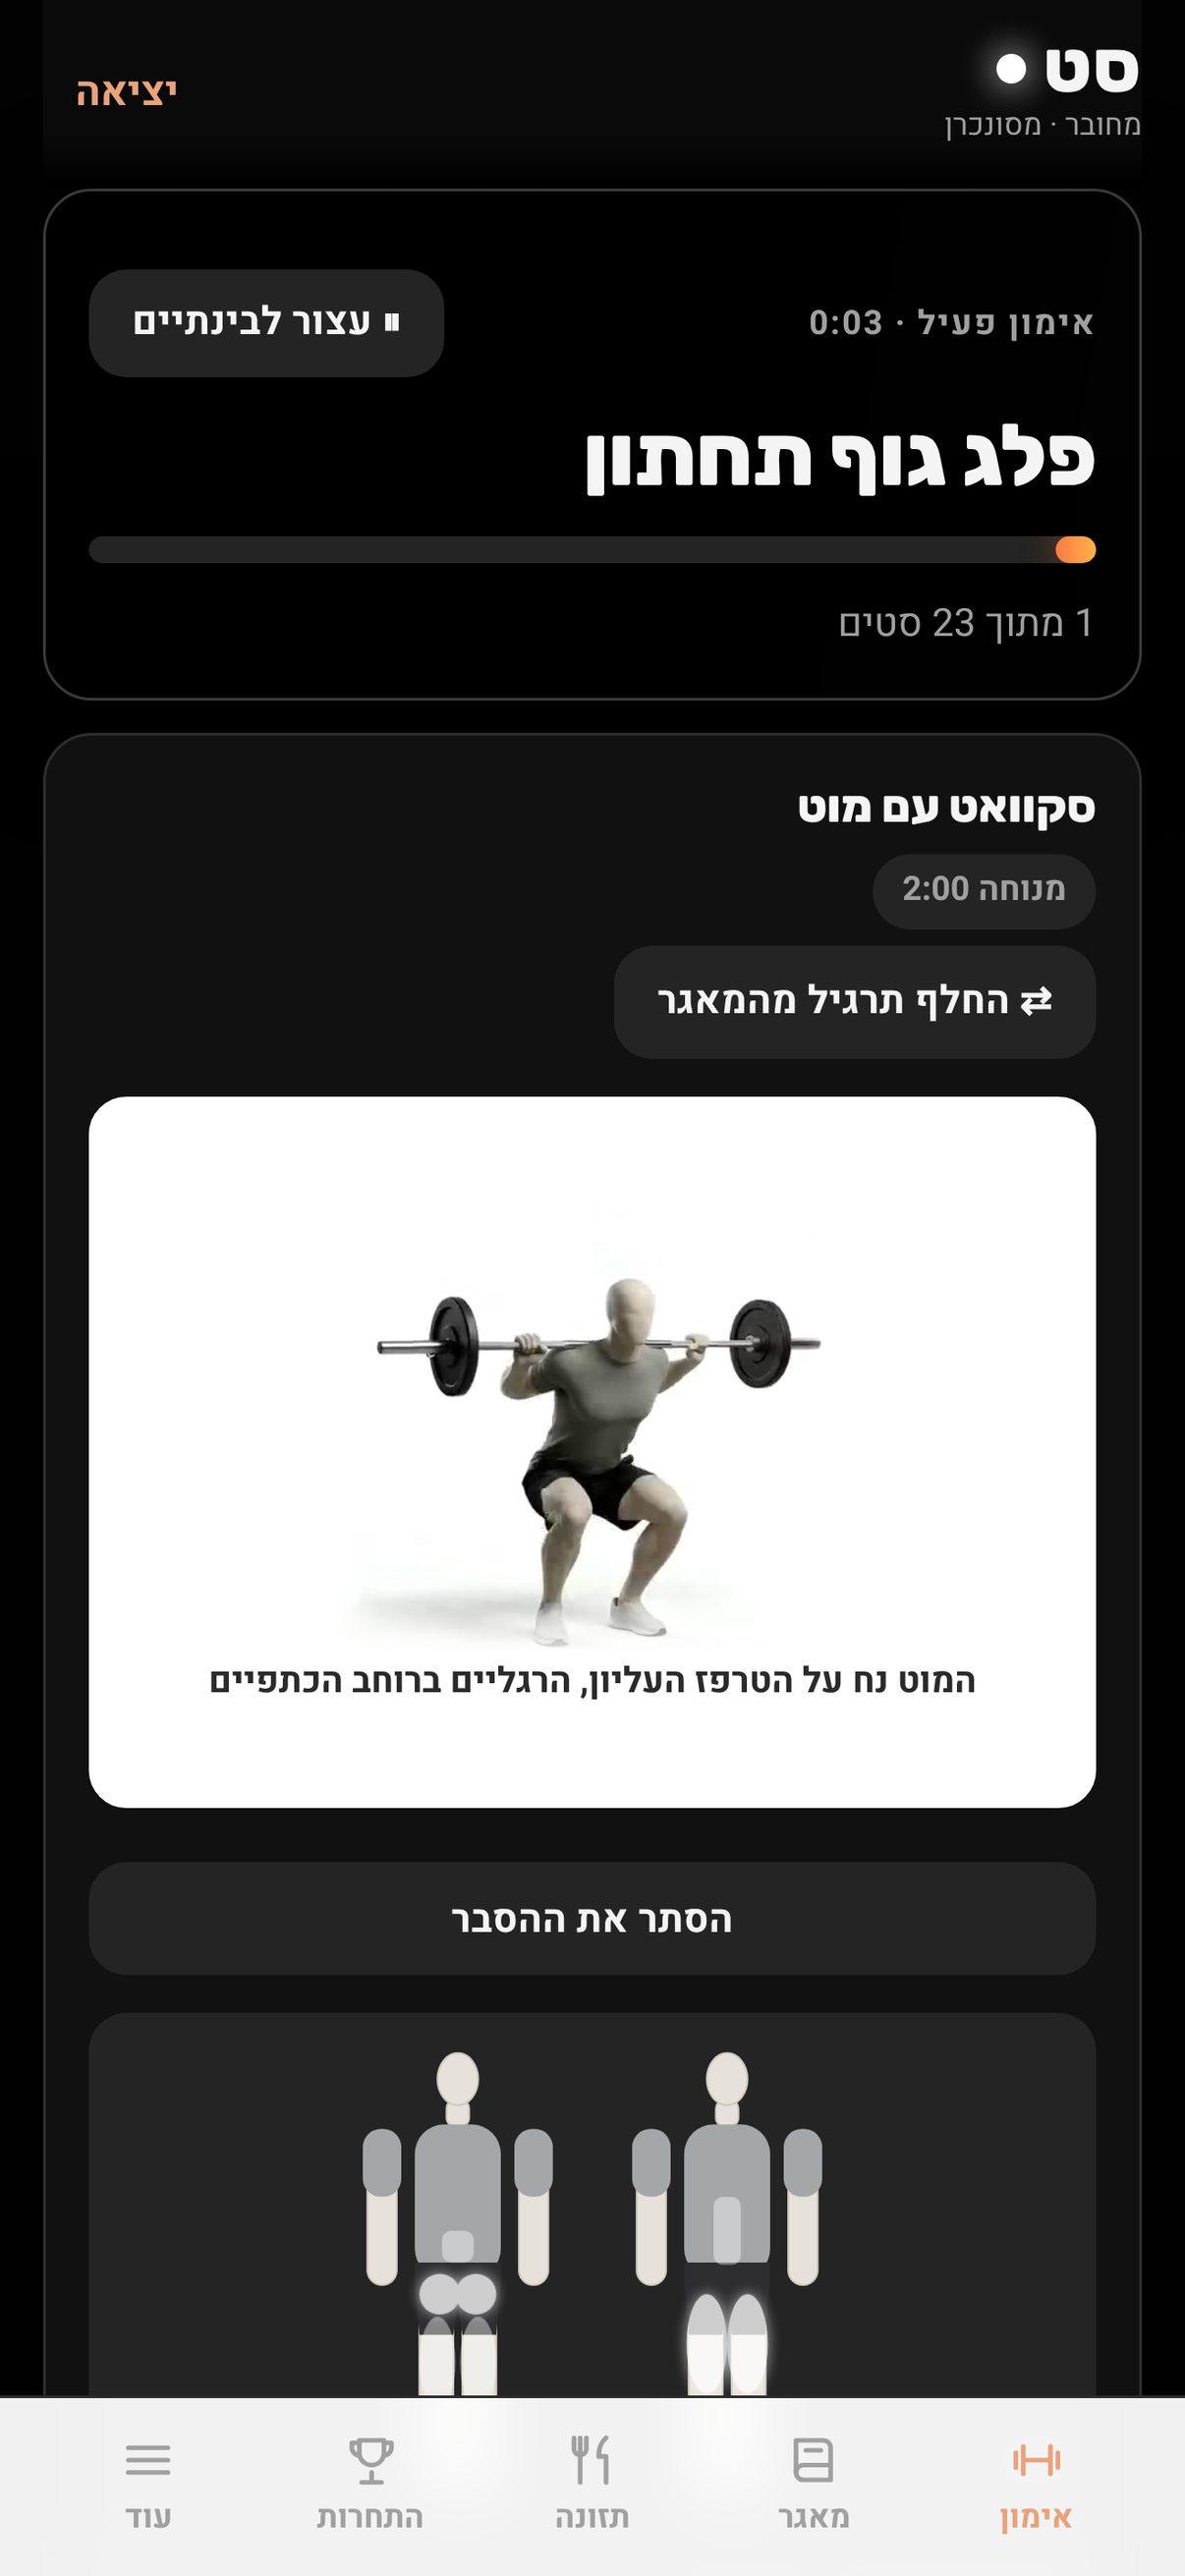 סט
יציאה
מחובר · מסונכרן
אימון פעיל · 0:03
עצור לבינתיים
פלג גוף תחתון
1 מתוך 23 סטים
סקוואט עם מוט
מנוחה 2:00
⇄ החלף תרגיל מהמאגר
המוט נח על הטרפז העליון, הרגליים ברוחב הכתפיים
הסתר את ההסבר
אימון
מאגר
תזונה
התחרות
עוד